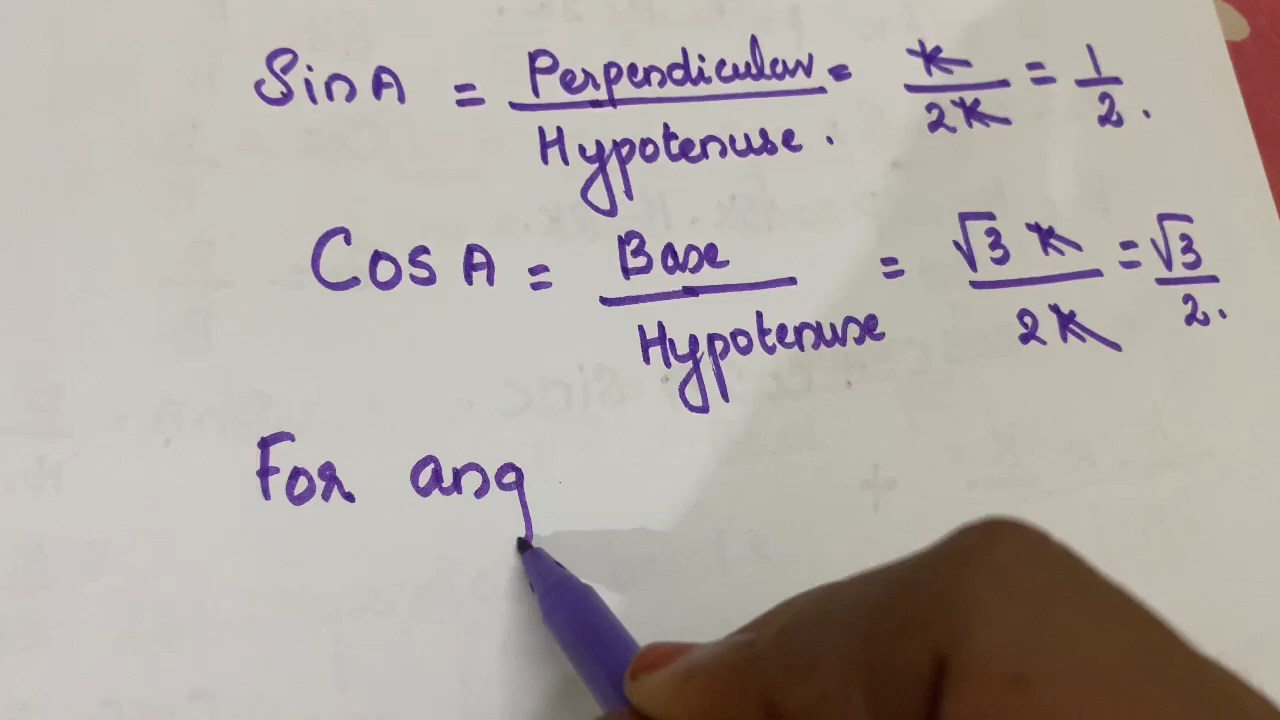 Sin A = Perpendicular / Hypotenuse. = k / 2k = 1 / 2.
Cos A = Base / Hypotenuse = √3 k / 2k = √3 / 2.
For ang